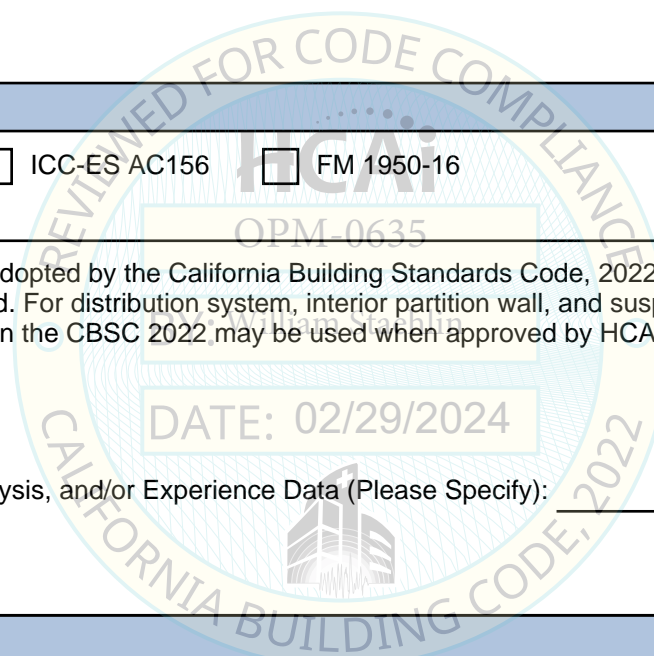 REVIEWED FOR CODE COMPLIANCE
HCAi
ICC-ES AC156 FM 1950-16
OPM-0635
dopted by the California Building Standards Code, 2022
d. For distribution system, interior partition wall, and sus
n the CBSC 2022 may be used when approved by HCA
BY: William Staehlin
DATE: 02/29/2024
ysis, and/or Experience Data (Please Specify):
CALIFORNIA BUILDING CODE, 2022